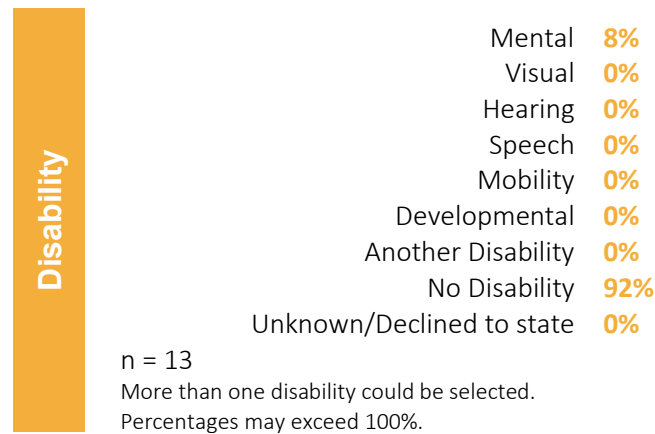 Disability
Mental 8%
Visual 0%
Hearing 0%
Speech 0%
Mobility 0%
Developmental 0%
Another Disability 0%
No Disability 92%
Unknown/Declined to state 0%
n = 13
More than one disability could be selected.
Percentages may exceed 100%.